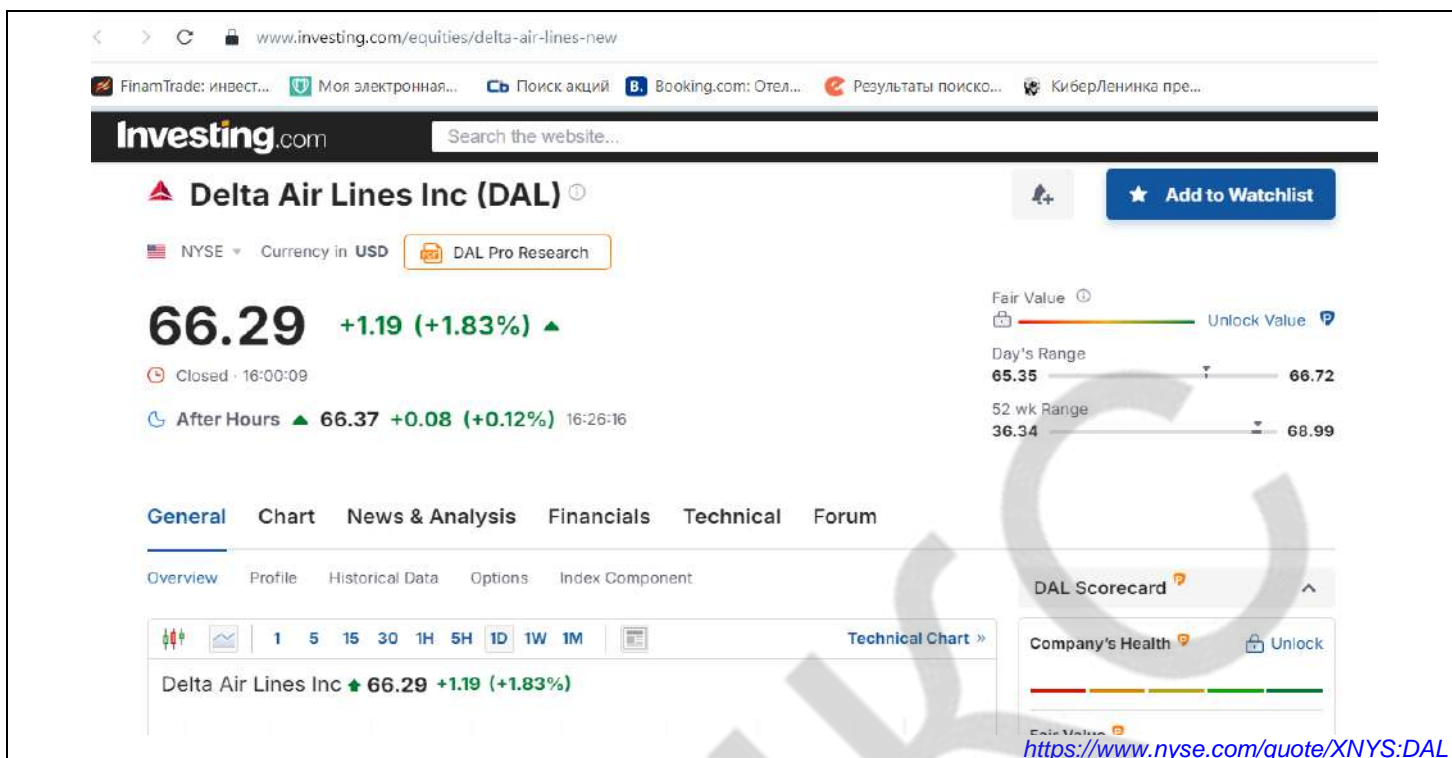 www.investing.com/equities/delta-air-lines-new
FinamTrade: инвест... Моя электронная... Сь Поиск акций B. Booking.com: Отел... Результаты поиско... КиберЛенинка пре...
Investing.com Search the website...
Delta Air Lines Inc (DAL)
Add to Watchlist
NYSE Currency in USD DAL Pro Research
66.29 +1.19 (+1.83%)
Closed · 16:00:09
After Hours 66.37 +0.08 (+0.12%) 16:26:16
Fair Value
Unlock Value
Day's Range
65.35 66.72
52 wk Range
36.34 68.99
General Chart News & Analysis Financials Technical Forum
Overview Profile Historical Data Options Index Component
1 5 15 30 1H 5H 1D 1W 1M Technical Chart »
Delta Air Lines Inc 66.29 +1.19 (+1.83%)
DAL Scorecard
Company's Health Unlock
Fair Value
https://www.nyse.com/quote/XNYS:DAL